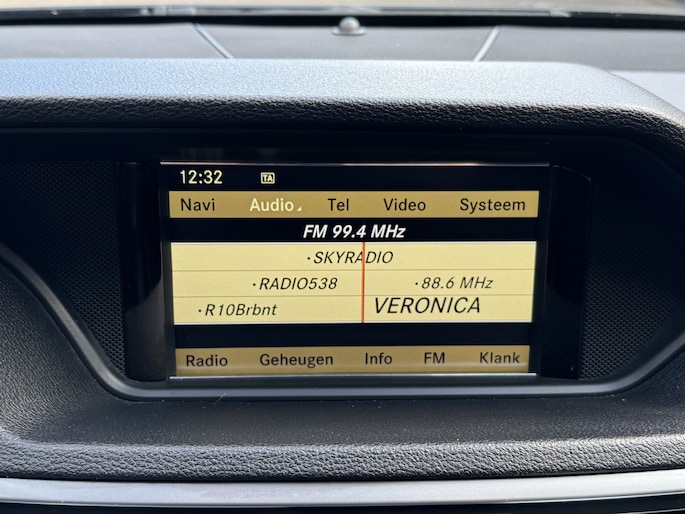 12:32 TA
Navi Audio Tel Video Systeem
FM 99.4 MHz
·SKYRADIO
·RADIO538 ·88.6 MHz
·R10Brbnt VERONICA
Radio Geheugen Info FM Klank